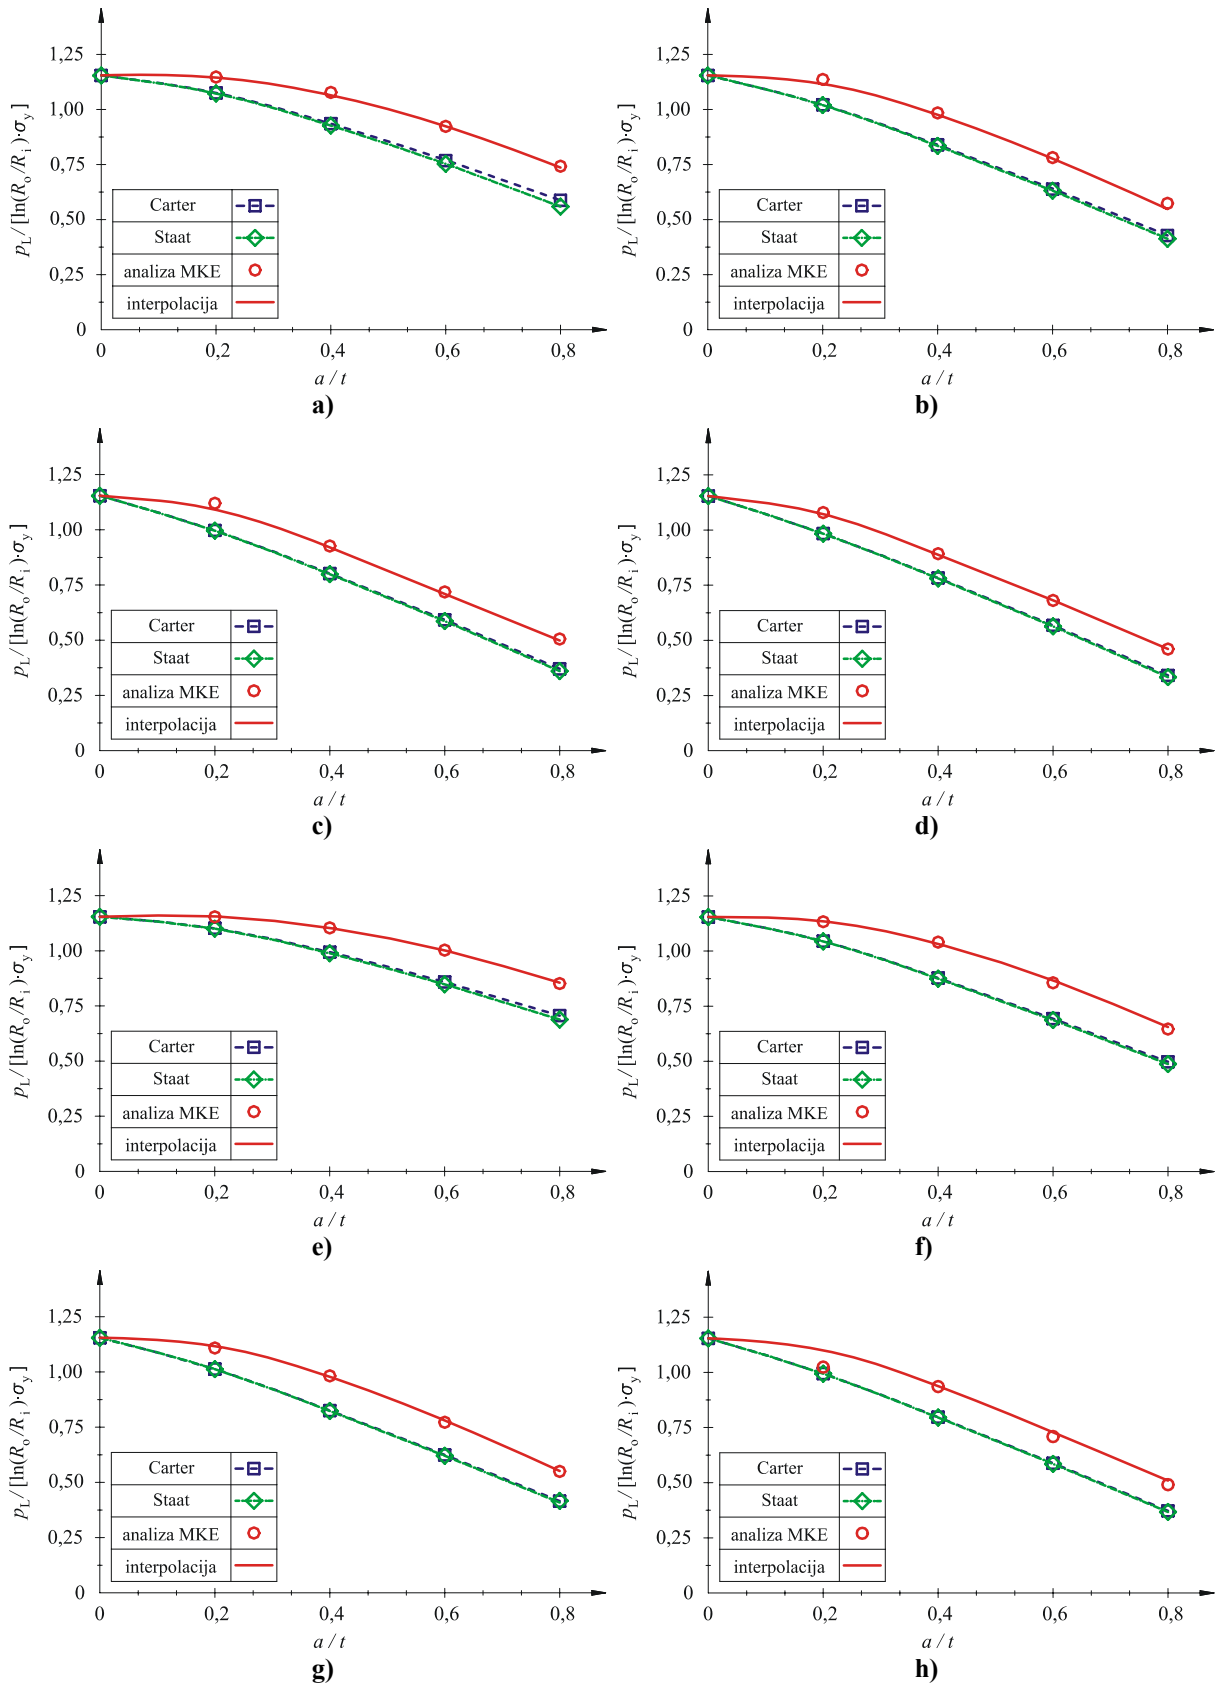 1,25
1,00
0,75
0,50
0,25
0
p_L / [ln(R_o/R_i)·σ_y]
Carter
Staat
analiza MKE
interpolacija
0 0,2 0,4 0,6 0,8
a / t
a)
1,25
1,00
0,75
0,50
0,25
0
p_L / [ln(R_o/R_i)·σ_y]
Carter
Staat
analiza MKE
interpolacija
0 0,2 0,4 0,6 0,8
a / t
b)
1,25
1,00
0,75
0,50
0,25
0
p_L / [ln(R_o/R_i)·σ_y]
Carter
Staat
analiza MKE
interpolacija
0 0,2 0,4 0,6 0,8
a / t
c)
1,25
1,00
0,75
0,50
0,25
0
p_L / [ln(R_o/R_i)·σ_y]
Carter
Staat
analiza MKE
interpolacija
0 0,2 0,4 0,6 0,8
a / t
d)
1,25
1,00
0,75
0,50
0,25
0
p_L / [ln(R_o/R_i)·σ_y]
Carter
Staat
analiza MKE
interpolacija
0 0,2 0,4 0,6 0,8
a / t
e)
1,25
1,00
0,75
0,50
0,25
0
p_L / [ln(R_o/R_i)·σ_y]
Carter
Staat
analiza MKE
interpolacija
0 0,2 0,4 0,6 0,8
a / t
f)
1,25
1,00
0,75
0,50
0,25
0
p_L / [ln(R_o/R_i)·σ_y]
Carter
Staat
analiza MKE
interpolacija
0 0,2 0,4 0,6 0,8
a / t
g)
1,25
1,00
0,75
0,50
0,25
0
p_L / [ln(R_o/R_i)·σ_y]
Carter
Staat
analiza MKE
interpolacija
0 0,2 0,4 0,6 0,8
a / t
h)